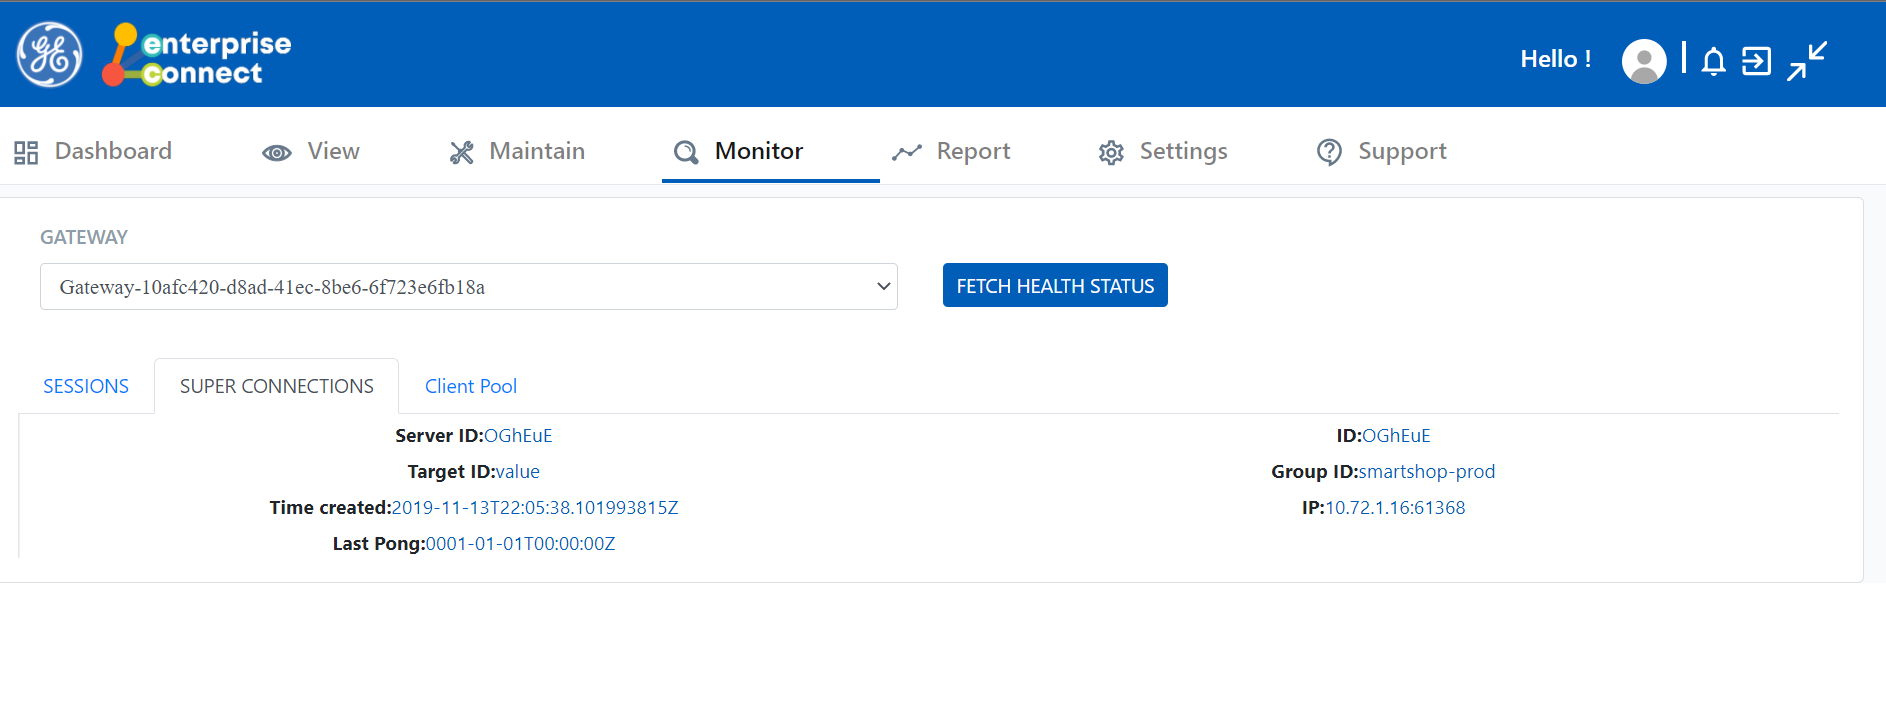 GE
enterprise
connect
Hello !
Dashboard View Maintain Monitor Report Settings Support
GATEWAY
Gateway-10afc420-d8ad-41ec-8be6-6f723e6fb18a FETCH HEALTH STATUS
SESSIONS SUPER CONNECTIONS Client Pool
Server ID:OGhEuE ID:OGhEuE
Target ID:value Group ID:smartshop-prod
Time created:2019-11-13T22:05:38.101993815Z IP:10.72.1.16:61368
Last Pong:0001-01-01T00:00:00Z